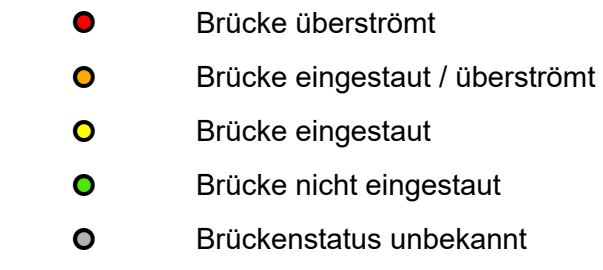 Brücke überströmt
Brücke eingestaut / überströmt
Brücke eingestaut
Brücke nicht eingestaut
Brückenstatus unbekannt